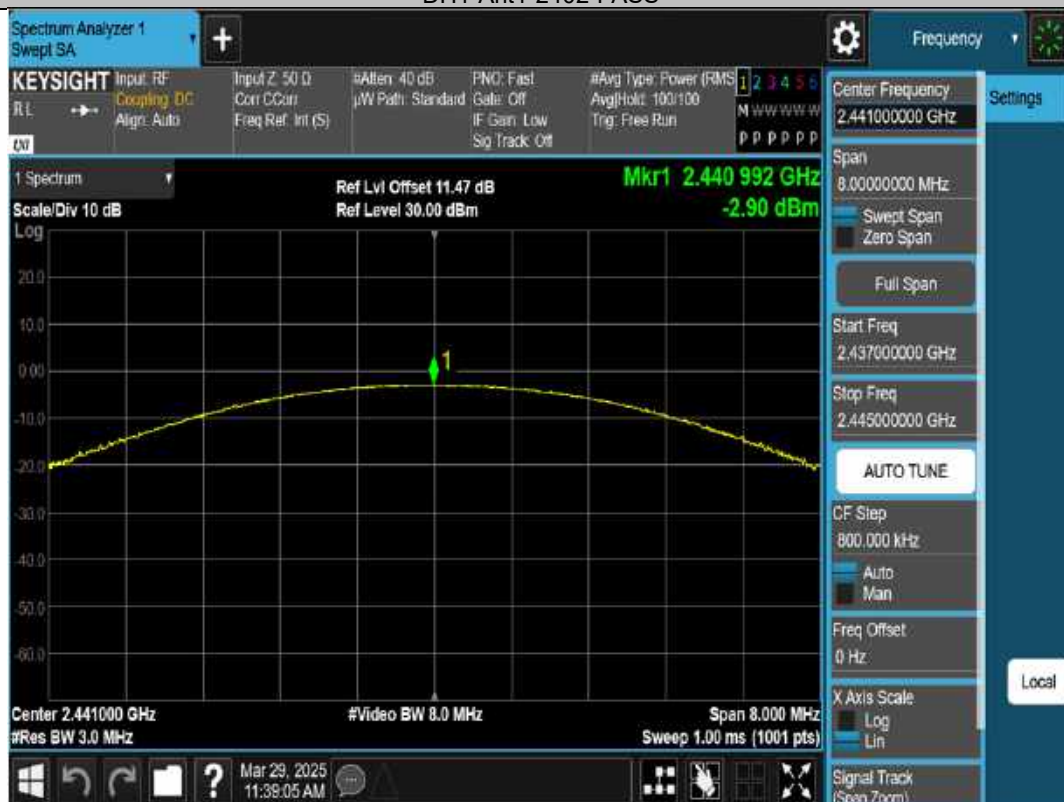 Spectrum Analyzer 1
Swept SA
+
Frequency
KEYSIGHT
RL
Input: RF
Coupling: DC
Align: Auto
Input Z: 50 Ω
Corr CCorr
Freq Ref: Int (S)
#Atten: 40 dB
µW Path: Standard
PNO: Fast
Gate: Off
IF Gain: Low
Sig Track: Off
#Avg Type: Power (RMS
Avg|Hold: 100/100
Trig: Free Run
1 2 3 4 5 6
M W W W W W
P P P P P P
Center Frequency
2.441000000 GHz
Settings
Span
8.00000000 MHz
Swept Span
Zero Span
Full Span
Start Freq
2.437000000 GHz
Stop Freq
2.445000000 GHz
AUTO TUNE
CF Step
800.000 kHz
Auto
Man
Freq Offset
0 Hz
X Axis Scale
Log
Lin
Signal Track
(Span Zoom)
Local
1 Spectrum
Scale/Div 10 dB
Log
Ref Lvl Offset 11.47 dB
Ref Level 30.00 dBm
Mkr1 2.440 992 GHz
-2.90 dBm
20.0
10.0
0.00
-10.0
-20.0
-30.0
-40.0
-50.0
-60.0
1
Center 2.441000 GHz
#Res BW 3.0 MHz
#Video BW 8.0 MHz
Span 8.000 MHz
Sweep 1.00 ms (1001 pts)
?
Mar 29, 2025
11:39:05 AM